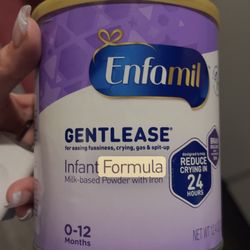 Enfamil
GENTLEASE®
for easing fussiness, crying, gas & spit-up
Infant Formula
Milk-based Powder with Iron
REDUCE
CRYING IN
24
HOURS
0-12
Months
NET WT